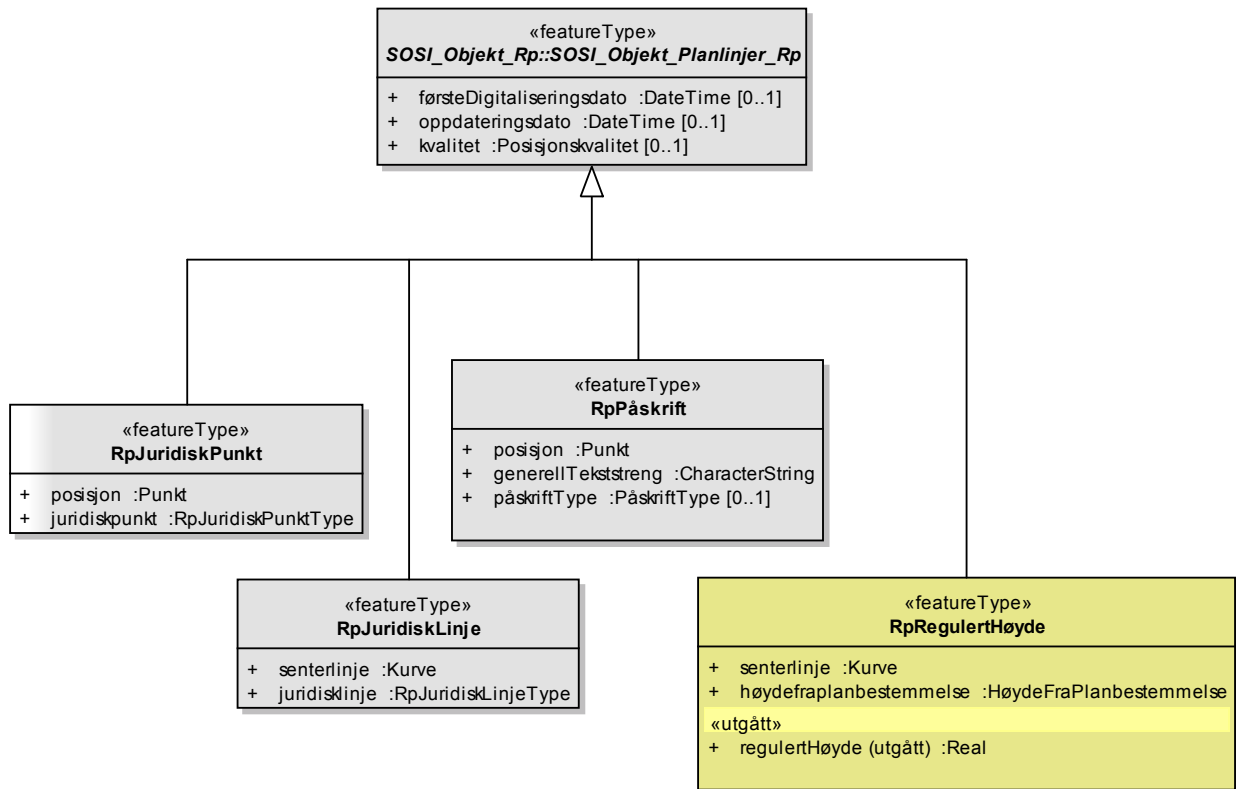 «featureType»
SOSI_Objekt_Rp::SOSI_Objekt_Planlinjer_Rp
+ førsteDigitaliseringsdato :DateTime [0..1]
+ oppdateringsdato :DateTime [0..1]
+ kvalitet :Posisjonskvalitet [0..1]
«featureType»
RpJuridiskPunkt
+ posisjon :Punkt
+ juridiskpunkt :RpJuridiskPunktType
«featureType»
RpPåskrift
+ posisjon :Punkt
+ generellTekststreng :CharacterString
+ påskriftType :PåskriftType [0..1]
«featureType»
RpJuridiskLinje
+ senterlinje :Kurve
+ juridisklinje :RpJuridiskLinjeType
«featureType»
RpRegulertHøyde
+ senterlinje :Kurve
+ høydefraplanbestemmelse :HøydeFraPlanbestemmelse
«utgått»
+ regulertHøyde (utgått) :Real